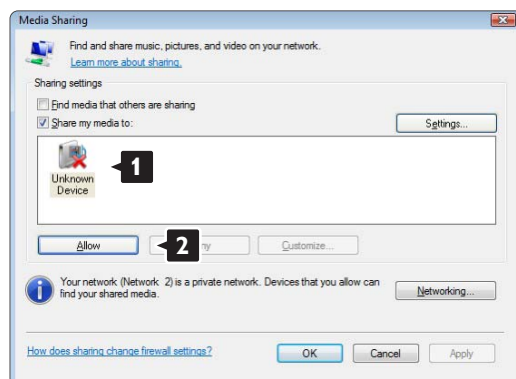 Media Sharing
Find and share music, pictures, and video on your network.
Learn more about sharing.
Sharing settings
Find media that others are sharing
Share my media to:
Settings...
Unknown
Device
1
Allow
2
Customize...
Your network (Network 2) is a private network. Devices that you allow can
find your shared media.
Networking...
How does sharing change firewall settings?
OK
Cancel
Apply